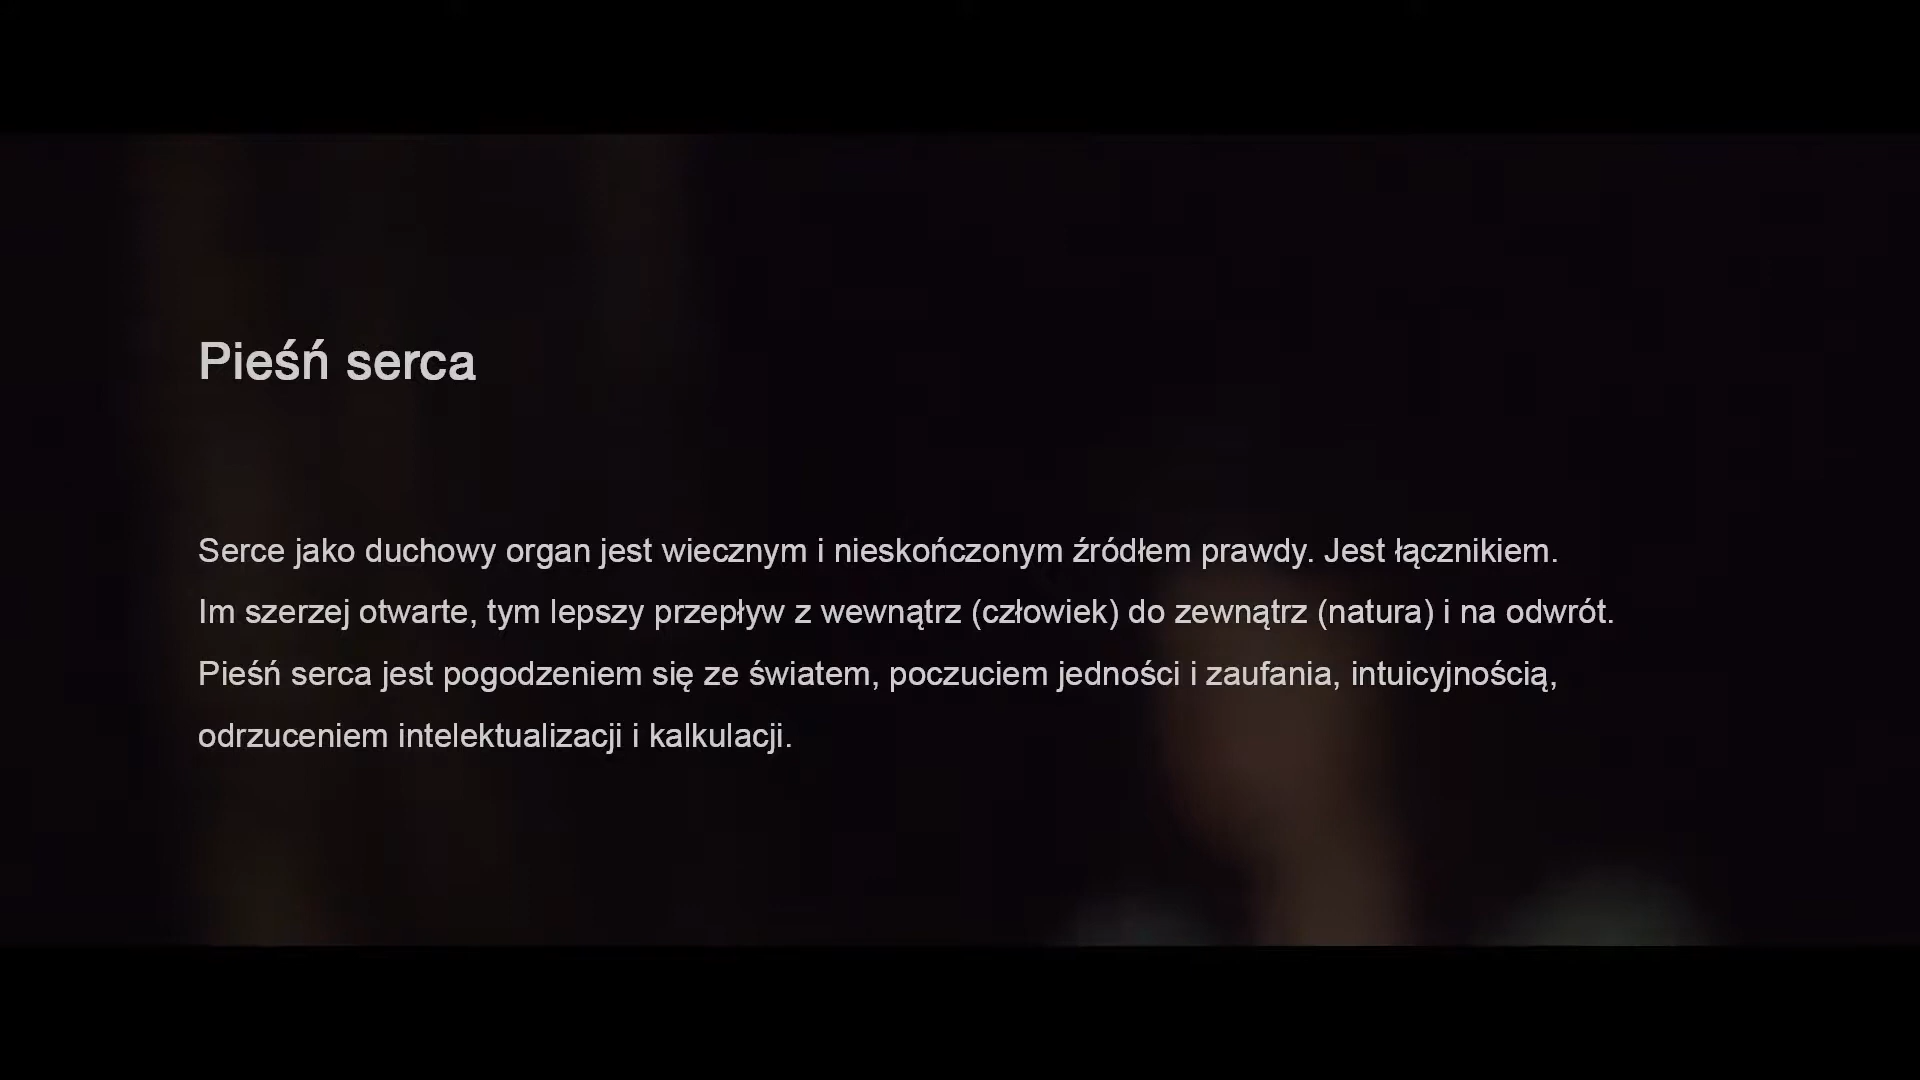 Pieśń serca
Serce jako duchowy organ jest wiecznym i nieskończonym źródłem prawdy. Jest łącznikiem.
Im szerzej otwarte, tym lepszy przepływ z wewnątrz (człowiek) do zewnątrz (natura) i na odwrót.
Pieśń serca jest pogodzeniem się ze światem, poczuciem jedności i zaufania, intuicyjnością,
odrzuceniem intelektualizacji i kalkulacji.